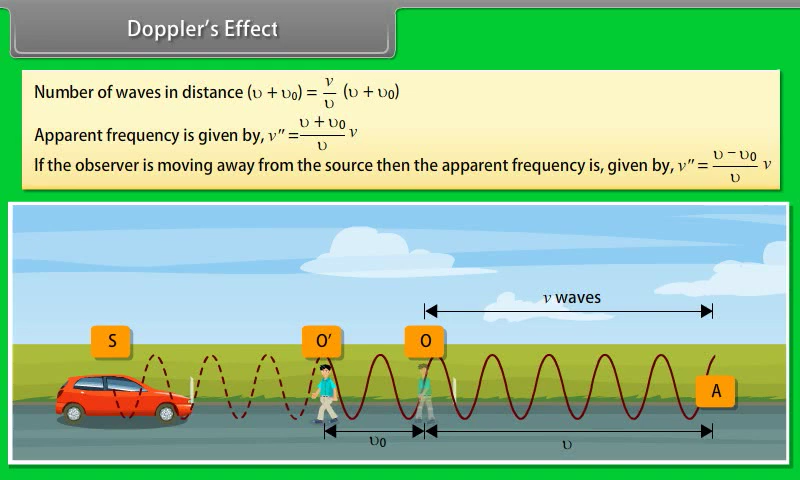 Doppler's Effect
Number of waves in distance (υ + υ₀) = ν/υ (υ + υ₀)
Apparent frequency is given by, ν″ = (υ + υ₀)/υ ν
If the observer is moving away from the source then the apparent frequency is, given by, ν″ = (υ − υ₀)/υ ν
ν waves
S
O′
O
A
υ₀
υ